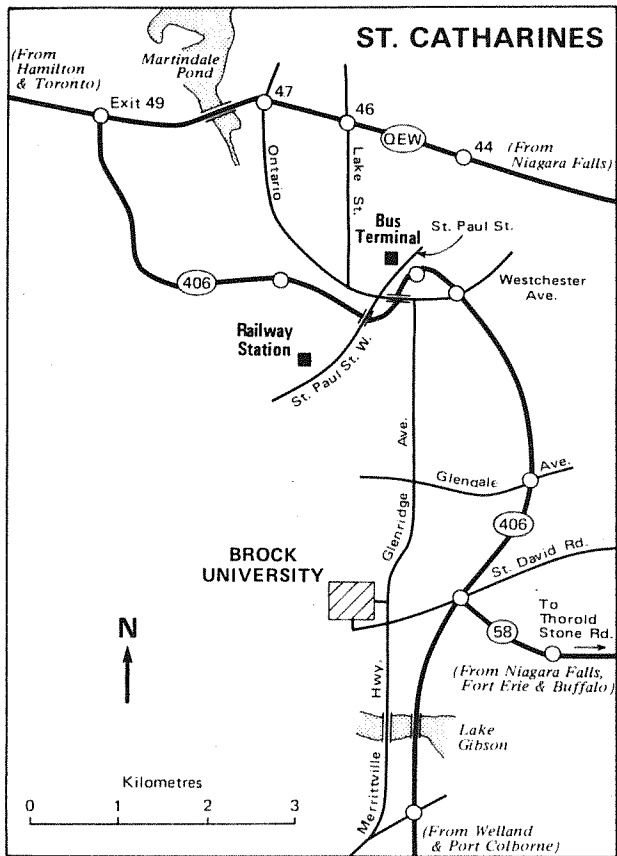 ST. CATHARINES
(From
Hamilton
& Toronto)
Martindale
Pond
Exit 49
47
46
QEW
44
(From
Niagara Falls)
Ontario
Lake St.
Bus
Terminal
St. Paul St.
Westchester
Ave.
406
Railway
Station
St. Paul St. W.
Glenridge Ave.
Glengale Ave.
406
BROCK
UNIVERSITY
St. David Rd.
To
Thorold
Stone Rd.
58
(From Niagara Falls,
Fort Erie & Buffalo)
N
Merrittville Hwy.
Lake
Gibson
Kilometres
0 1 2 3
(From Welland
& Port Colborne)